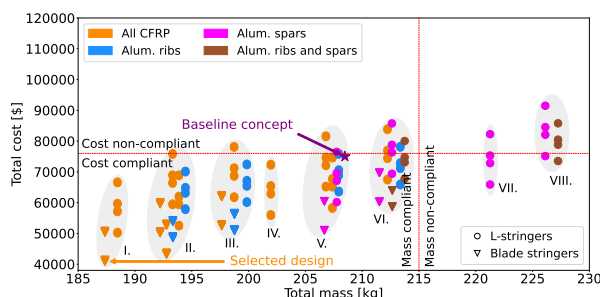 120000
110000
100000
90000
80000
70000
60000
50000
40000
Total cost [$]
All CFRP
Alum. ribs
Alum. spars
Alum. ribs and spars
Baseline concept
Cost non-compliant
Cost compliant
Mass compliant
Mass non-compliant
I.
II.
III.
IV.
V.
VI.
VII.
VIII.
Selected design
L-stringers
Blade stringers
185 190 195 200 205 210 215 220 225 230
Total mass [kg]